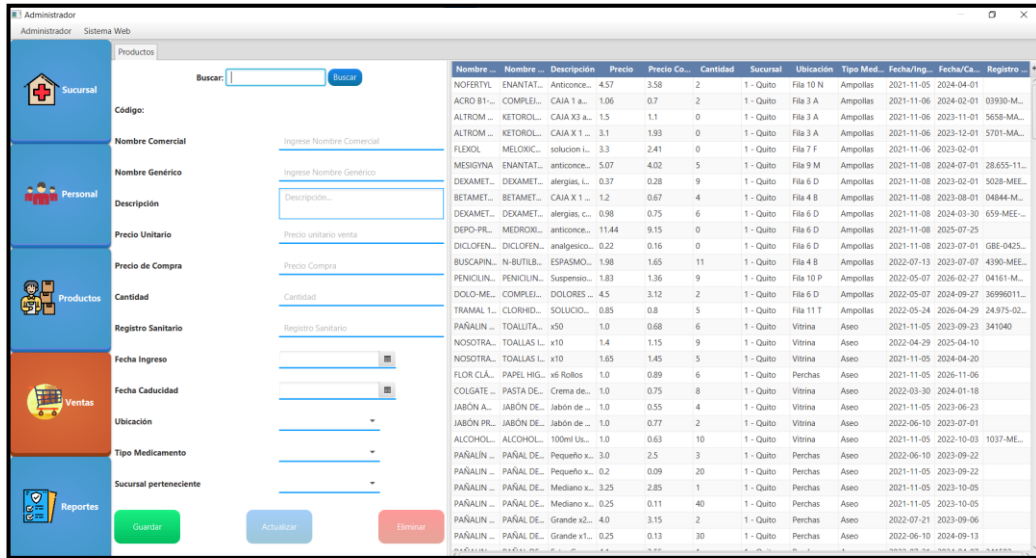 Administrador
Administrador Sistema Web
Productos
Sucursal
Personal
Productos
Ventas
Reportes
Buscar: Buscar
Código:
Nombre Comercial Ingrese Nombre Comercial
Nombre Genérico Ingrese Nombre Genérico
Descripción Descripción...
Precio Unitario Precio unitario venta
Precio de Compra Precio Compra
Cantidad Cantidad
Registro Sanitario Registro Sanitario
Fecha Ingreso
Fecha Caducidad
Ubicación
Tipo Medicamento
Sucursal perteneciente
Guardar Actualizar Eliminar
Nombre ... Nombre ... Descripción Precio Precio Co... Cantidad Sucursal Ubicación Tipo Med... Fecha/Ing... Fecha/Ca... Registro ...
NOFERTYL ENANTAT... Anticonce... 4.57 3.58 2 1 - Quito Fila 10 N Ampollas 2021-11-05 2024-04-01
ACRO B1-... COMPLEJ... CAJA 1 a... 1.06 0.7 2 1 - Quito Fila 3 A Ampollas 2021-11-06 2024-02-01 03930-M...
ALTROM ... KETOROL... CAJA X3 a... 1.5 1.1 0 1 - Quito Fila 3 A Ampollas 2021-11-06 2023-11-01 5658-MA...
ALTROM ... KETOROL... CAJA X 1 ... 3.1 1.93 0 1 - Quito Fila 3 A Ampollas 2021-11-06 2023-12-01 5701-MA...
FLEXOL MELOXIC... solucion i... 3.3 2.41 0 1 - Quito Fila 7 F Ampollas 2021-11-06 2023-02-01
MESIGYNA ENANTAT... anticonce... 5.07 4.02 5 1 - Quito Fila 9 M Ampollas 2021-11-08 2024-07-01 28.655-11...
DEXAMET... DEXAMET... alergias, i... 0.37 0.28 9 1 - Quito Fila 6 D Ampollas 2021-11-08 2023-02-01 5028-MEE...
BETAMET... BETAMET... CAJA X 1 ... 1.2 0.67 4 1 - Quito Fila 4 B Ampollas 2021-11-08 2023-08-01 04844-M...
DEXAMET... DEXAMET... alergias, c... 0.98 0.75 6 1 - Quito Fila 6 D Ampollas 2021-11-08 2024-03-30 659-MEE-...
DEPO-PR... MEDROXI... anticonce... 11.44 9.15 0 1 - Quito Fila 6 D Ampollas 2021-11-08 2025-07-25
DICLOFEN... DICLOFEN... analgesico... 0.22 0.16 0 1 - Quito Fila 6 D Ampollas 2021-11-08 2023-07-01 GBE-0425...
BUSCAPIN... N-BUTILB... ESPASMO... 1.98 1.65 11 1 - Quito Fila 4 B Ampollas 2022-07-13 2023-07-07 4390-MEE...
PENICILIN... PENICILIN... Suspensio... 1.83 1.36 9 1 - Quito Fila 10 P Ampollas 2022-05-07 2026-02-27 04161-M...
DOLO-ME... COMPLEJ... DOLORES ... 4.5 3.12 2 1 - Quito Fila 6 D Ampollas 2022-05-07 2024-09-27 36996011...
TRAMAL 1... CLORHID... SOLUCIO... 0.85 0.8 5 1 - Quito Fila 11 T Ampollas 2022-05-24 2026-04-29 24.975-02...
PAÑALIN ... TOALLITA... x50 1.0 0.68 6 1 - Quito Vitrina Aseo 2021-11-05 2023-09-23 341040
NOSOTRA... TOALLAS I... x10 1.4 1.15 9 1 - Quito Vitrina Aseo 2022-04-29 2025-04-10
NOSOTRA... TOALLAS I... x10 1.65 1.45 5 1 - Quito Vitrina Aseo 2021-11-05 2024-04-20
FLOR CLÁ... PAPEL HIG... x6 Rollos 1.0 0.89 6 1 - Quito Perchas Aseo 2021-11-05 2026-11-06
COLGATE ... PASTA DE... Crema de... 1.0 0.75 8 1 - Quito Vitrina Aseo 2022-03-30 2024-01-18
JABÓN A... JABÓN DE... Jabón de ... 1.0 0.55 4 1 - Quito Vitrina Aseo 2021-11-05 2023-06-23
JABÓN PR... JABÓN DE... Jabón de ... 1.0 0.77 2 1 - Quito Vitrina Aseo 2022-06-10 2023-07-01
ALCOHOL... ALCOHOL... 100ml Us... 1.0 0.63 10 1 - Quito Vitrina Aseo 2021-11-05 2022-10-03 1037-ME...
PAÑALÍN ... PAÑAL DE... Pequeño x... 3.0 2.5 3 1 - Quito Perchas Aseo 2022-06-10 2023-09-22
PAÑALIN ... PAÑAL DE... Pequeño x... 0.2 0.09 20 1 - Quito Perchas Aseo 2021-11-05 2023-09-22
PAÑALIN ... PAÑAL DE... Mediano x... 3.25 2.85 1 1 - Quito Perchas Aseo 2021-11-05 2023-10-05
PAÑALIN ... PAÑAL DE... Mediano x... 0.25 0.11 40 1 - Quito Perchas Aseo 2021-11-05 2023-10-05
PAÑALIN ... PAÑAL DE... Grande x2... 4.0 3.15 2 1 - Quito Perchas Aseo 2022-07-21 2023-09-06
PAÑALIN ... PAÑAL DE... Grande x1... 0.25 0.13 30 1 - Quito Perchas Aseo 2022-06-10 2024-09-13